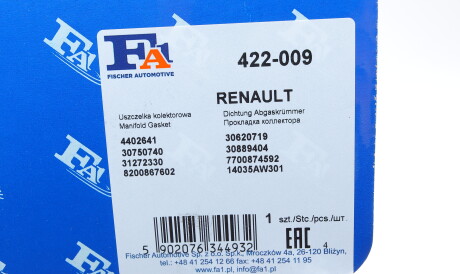 FA1
FISCHER AUTOMOTIVE
422-009
RENAULT
Uszczelka kolektorowa
Manifold Gasket
Dichtung Abgaskrümmer
Прокладка коллектора
4402641
30750740
31272330
8200867602
30620719
30889404
7700874592
14035AW301
1 szt./Stc./pcs./шт.
5 902076 344932
EAC 4
Fischer Automotive Sp. z o.o. Sp.k., Mroczków 4a, 26-120 Bliżyn,
tel.: +48 41 254 12 66 fax: +48 41 254 11 95
www.fa1.pl info@fa1.pl